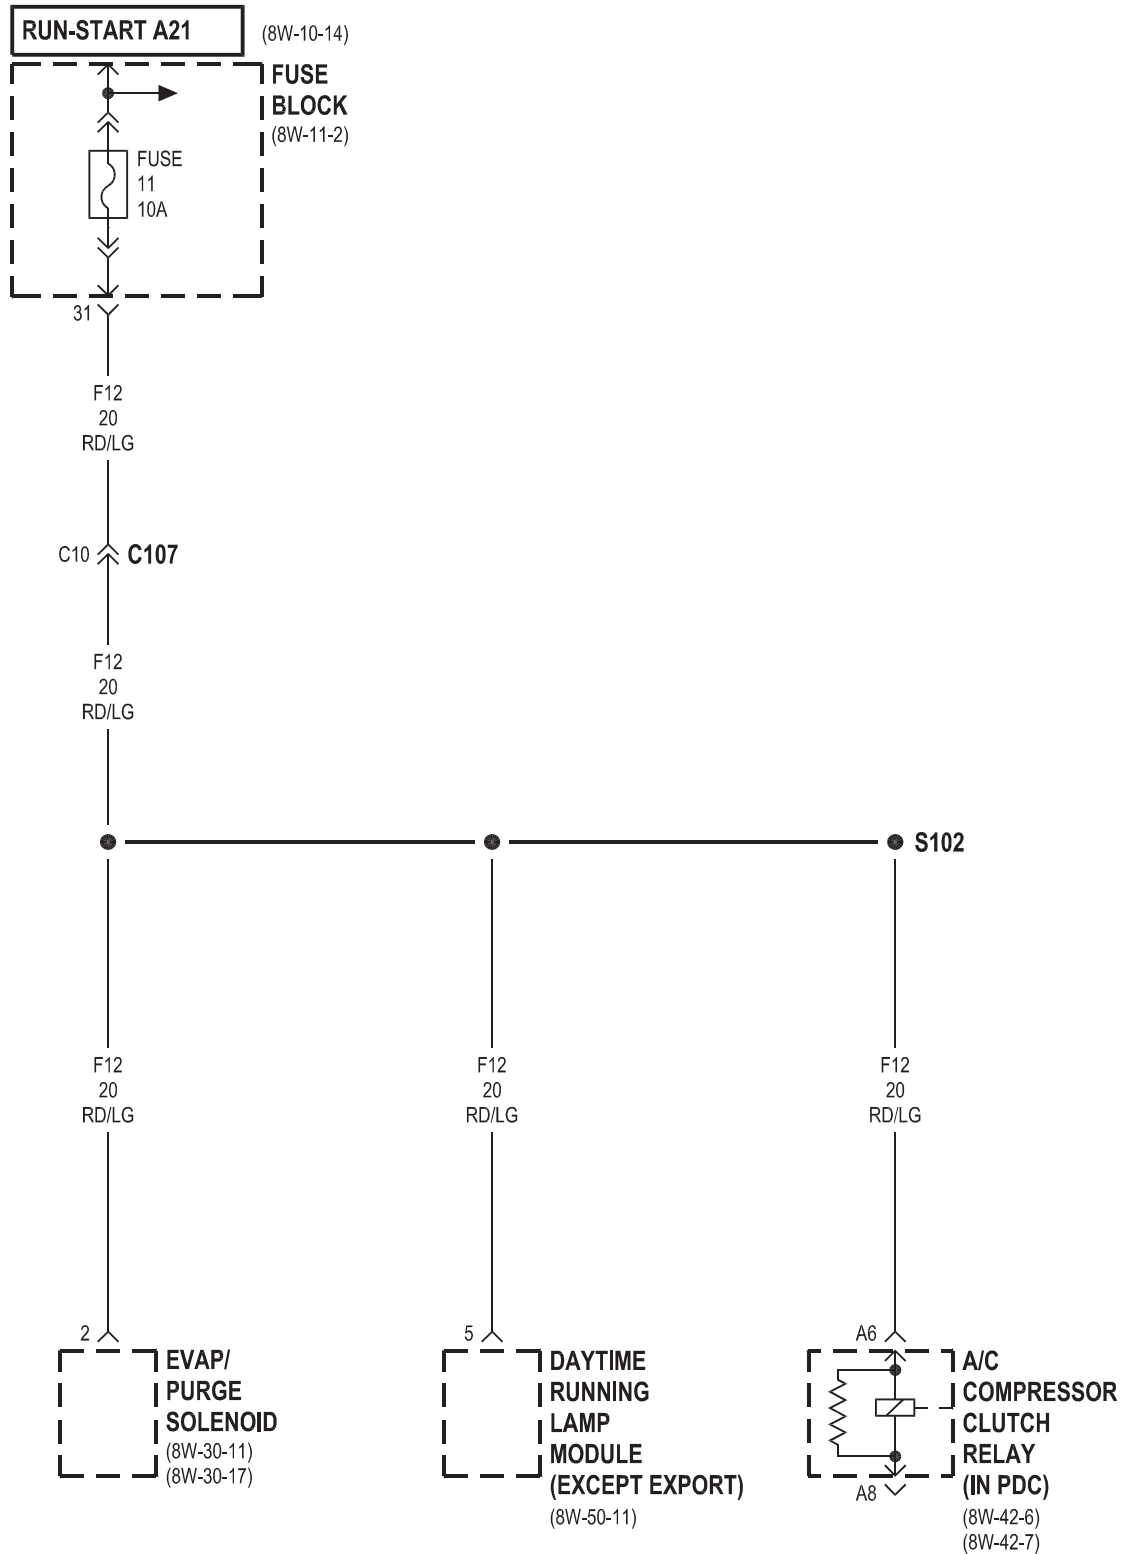 RUN-START A21
(8W-10-14)
FUSE
BLOCK
(8W-11-2)
FUSE
11
10A
31
F12
20
RD/LG
C10
C107
F12
20
RD/LG
S102
F12
20
RD/LG
F12
20
RD/LG
F12
20
RD/LG
2
EVAP/
PURGE
SOLENOID
(8W-30-11)
(8W-30-17)
5
DAYTIME
RUNNING
LAMP
MODULE
(EXCEPT EXPORT)
(8W-50-11)
A6
A/C
COMPRESSOR
CLUTCH
RELAY
(IN PDC)
(8W-42-6)
(8W-42-7)
A8